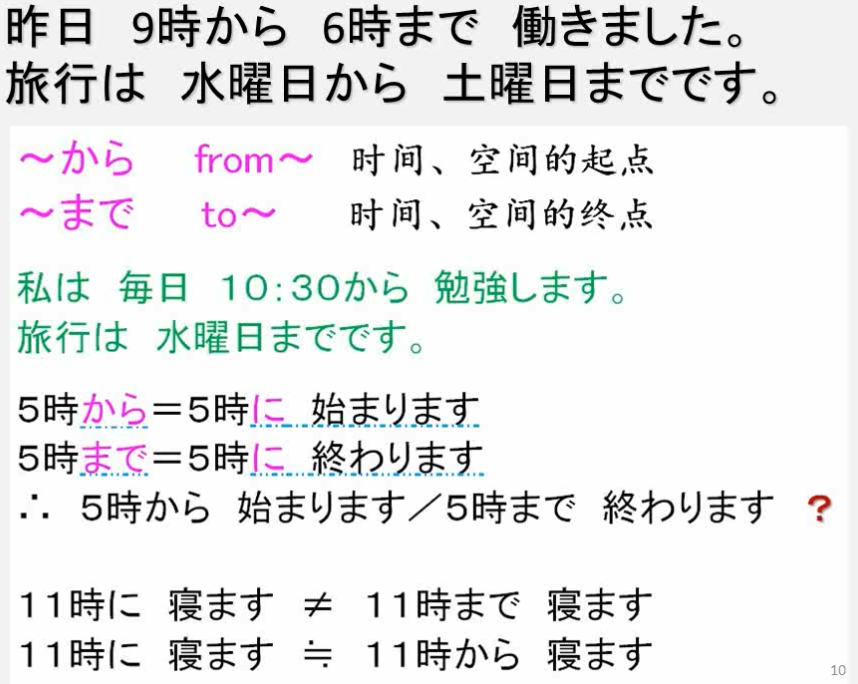 昨日　9時から　6時まで　働きました。
旅行は　水曜日から　土曜日までです。
～から　from～　时间、空间的起点
～まで　to～　时间、空间的终点
私は　毎日　１０：３０から　勉強します。
旅行は　水曜日までです。
５時から＝５時に　始まります
５時まで＝５時に　終わります
∴　５時から　始まります／５時まで　終わります　？
１１時に　寝ます　≠　１１時まで　寝ます
１１時に　寝ます　≒　１１時から　寝ます
10